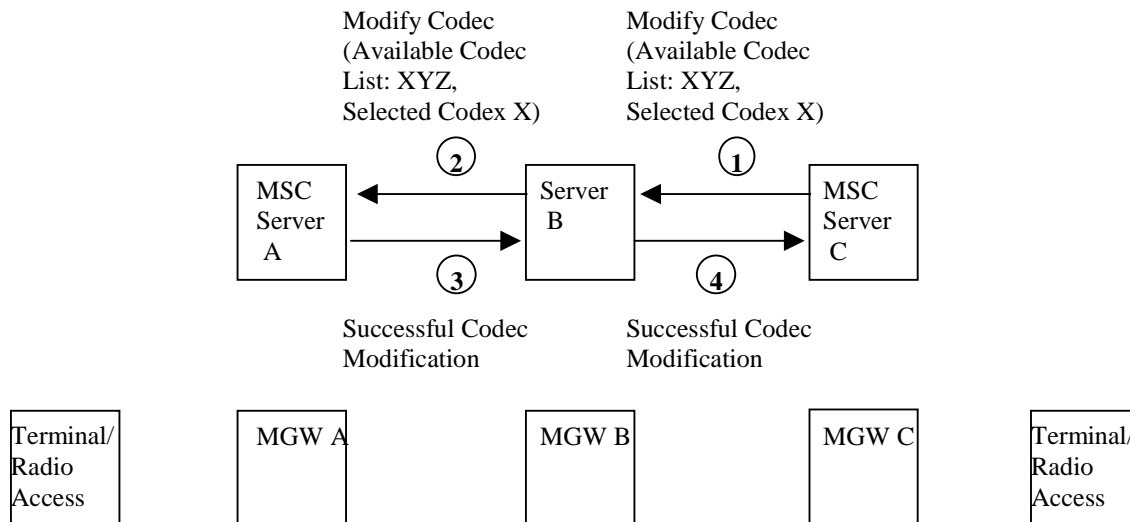 Modify Codec
(Available Codec
List: XYZ,
Selected Codex X)
Modify Codec
(Available Codec
List: XYZ,
Selected Codex X)
2
1
MSC
Server
A
Server
B
MSC
Server
C
3
4
Successful Codec
Modification
Successful Codec
Modification
Terminal/
Radio
Access
MGW A
MGW B
MGW C
Terminal/
Radio
Access